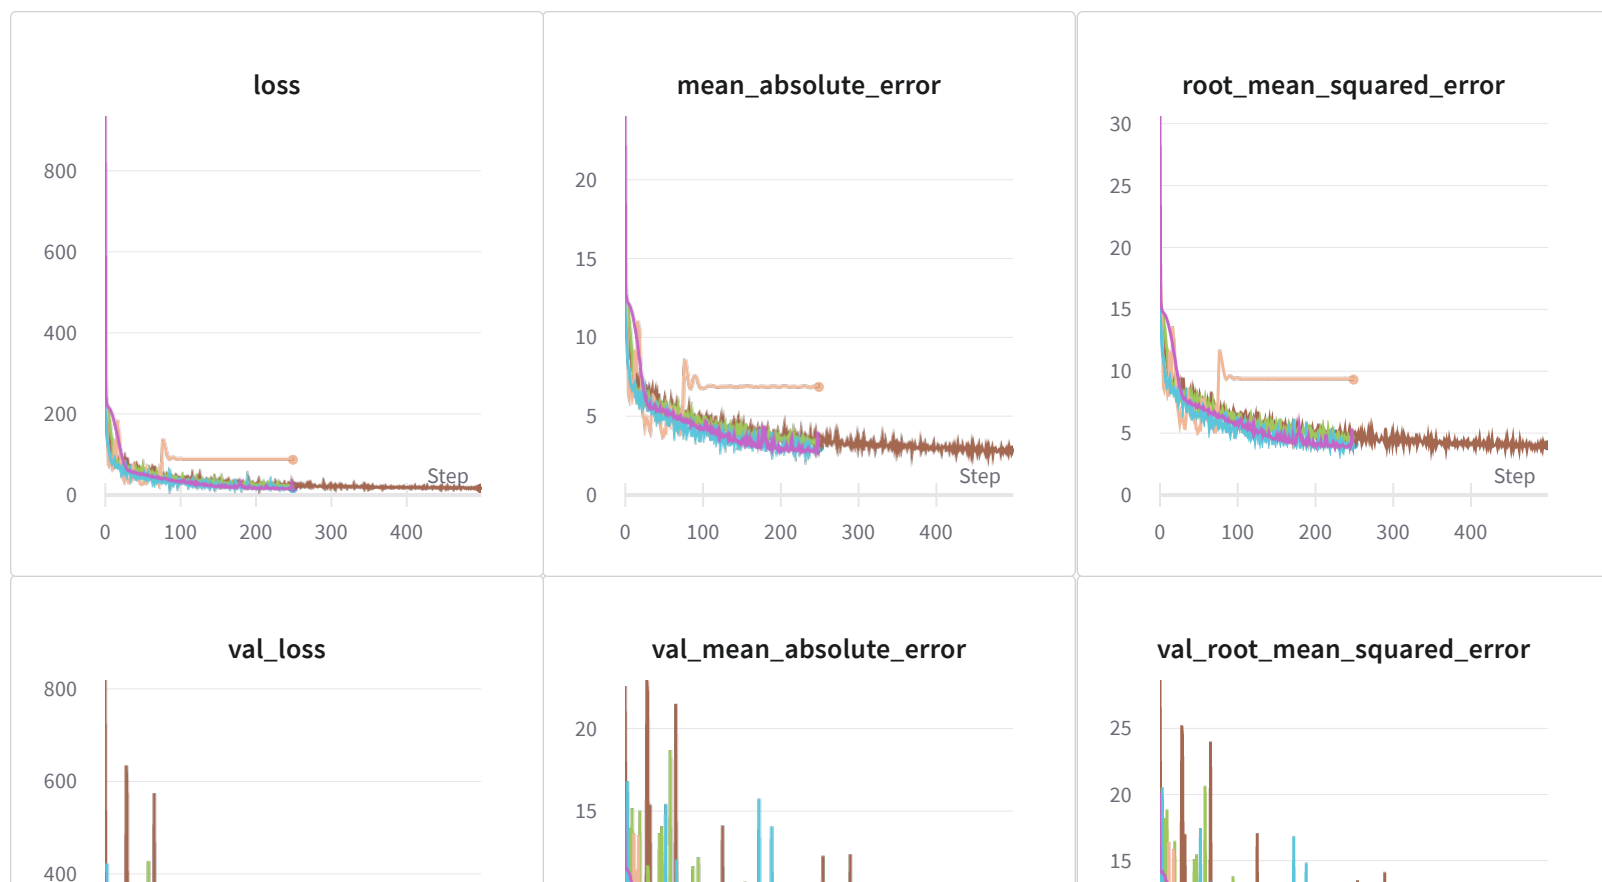 loss
800
600
400
200
0
Step
0 100 200 300 400
mean_absolute_error
20
15
10
5
0
Step
0 100 200 300 400
root_mean_squared_error
30
25
20
15
10
5
0
Step
0 100 200 300 400
val_loss
800
600
400
val_mean_absolute_error
20
15
val_root_mean_squared_error
25
20
15